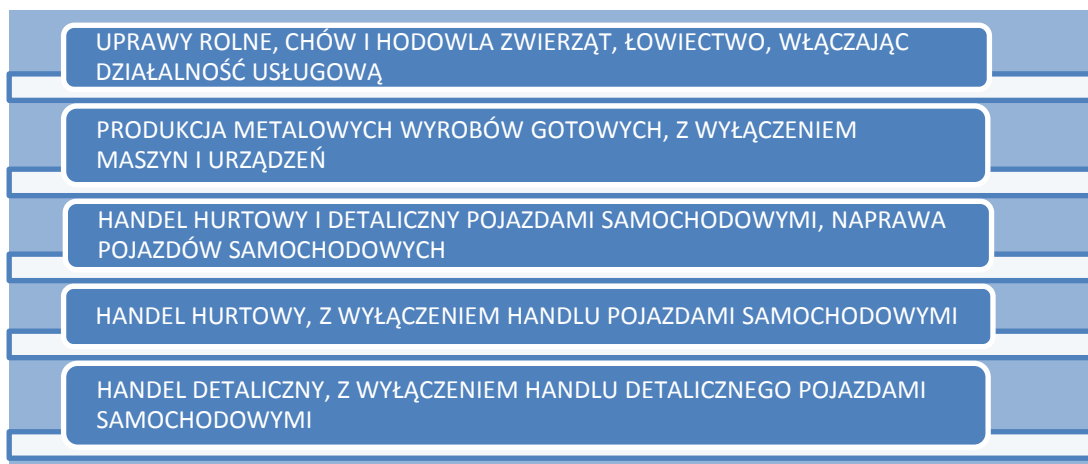 UPRAWY ROLNE, CHÓW I HODOWLA ZWIERZĄT, ŁOWIECTWO, WŁĄCZAJĄC
DZIAŁALNOŚĆ USŁUGOWĄ
PRODUKCJA METALOWYCH WYROBÓW GOTOWYCH, Z WYŁĄCZENIEM
MASZYN I URZĄDZEŃ
HANDEL HURTOWY I DETALICZNY POJAZDAMI SAMOCHODOWYMI, NAPRAWA
POJAZDÓW SAMOCHODOWYCH
HANDEL HURTOWY, Z WYŁĄCZENIEM HANDLU POJAZDAMI SAMOCHODOWYMI
HANDEL DETALICZNY, Z WYŁĄCZENIEM HANDLU DETALICZNEGO POJAZDAMI
SAMOCHODOWYMI